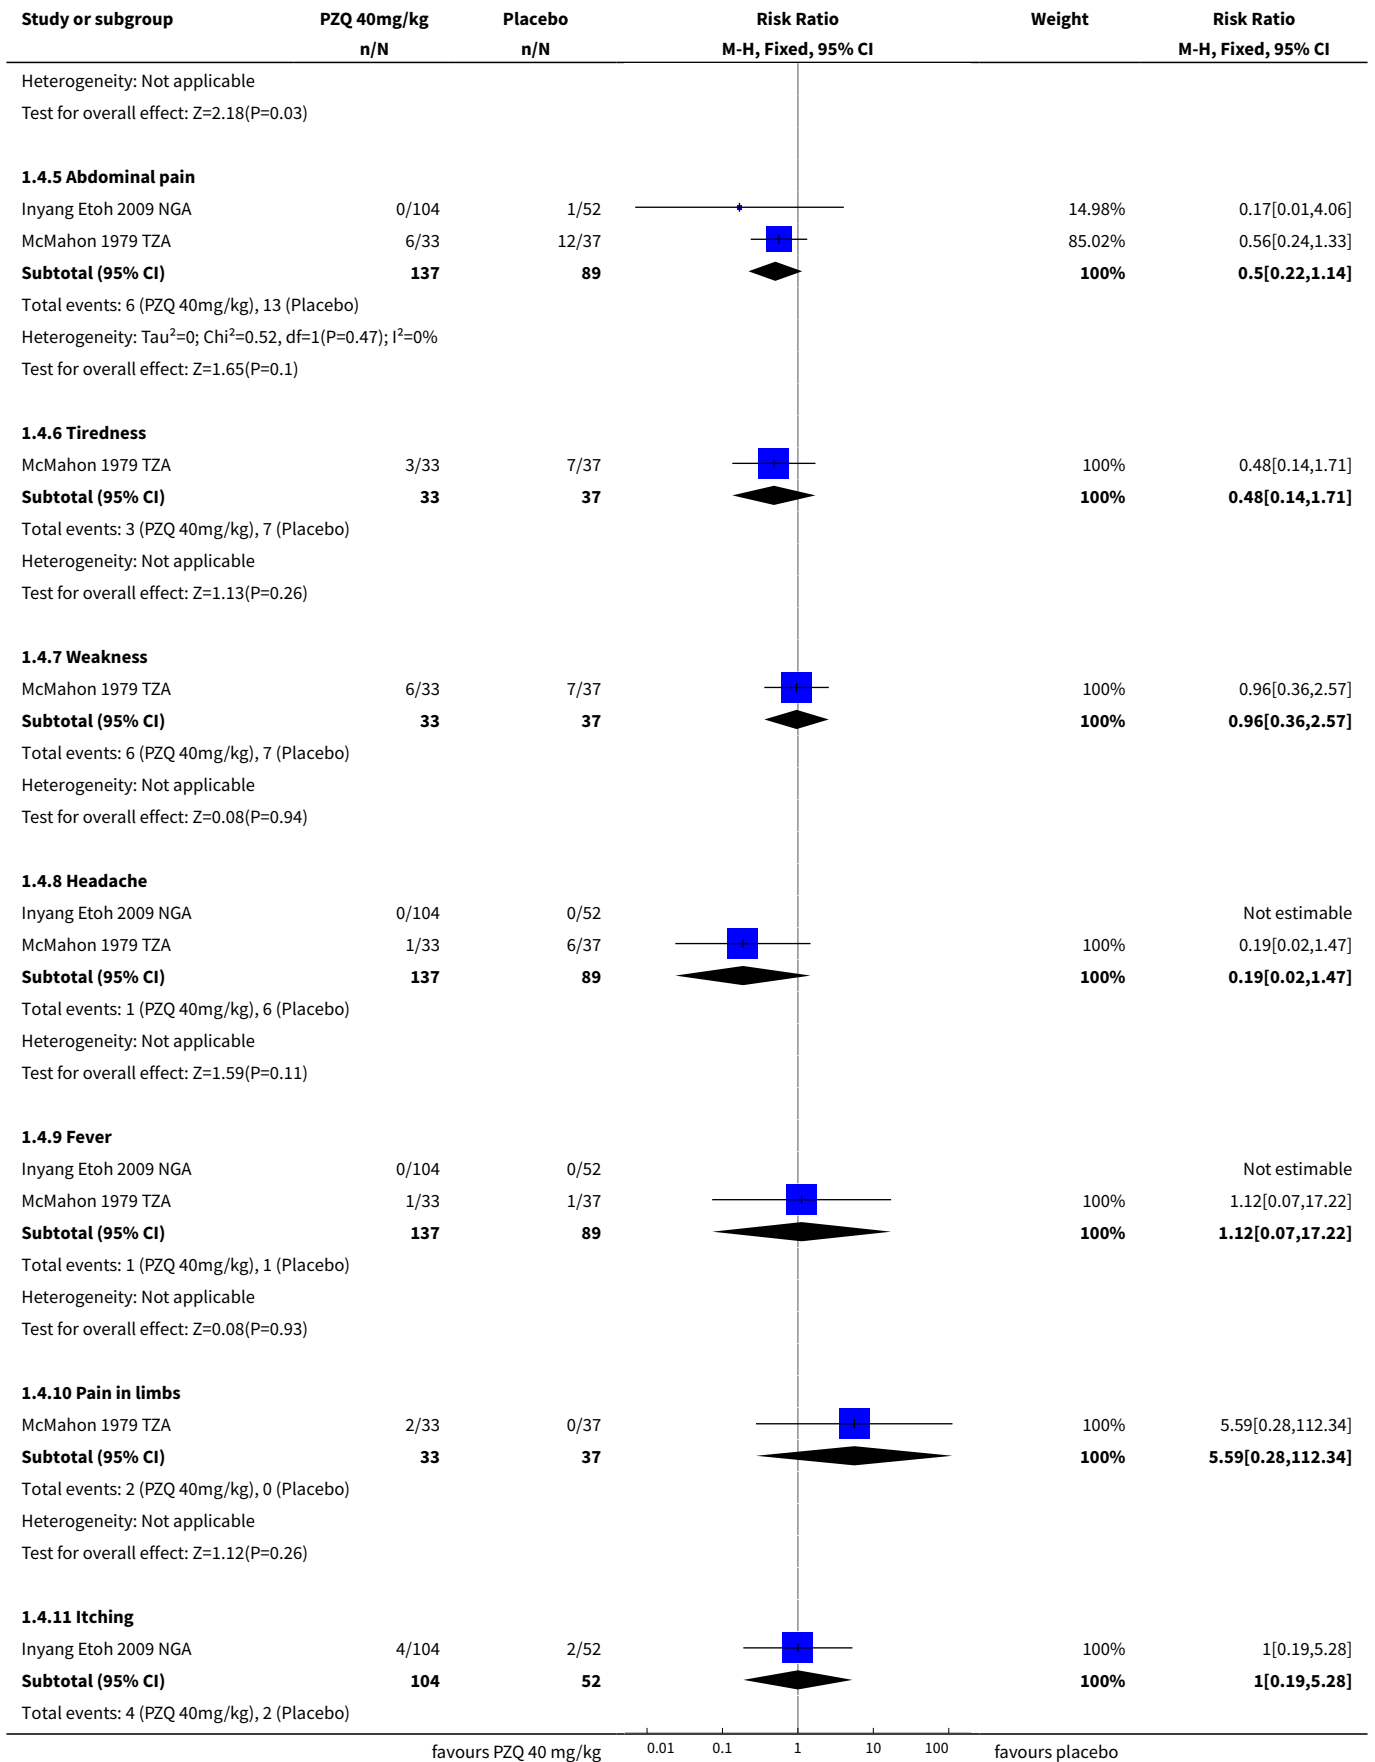 Study or subgroup PZQ 40mg/kg Placebo Risk Ratio Weight Risk Ratio
n/N n/N M-H, Fixed, 95% CI M-H, Fixed, 95% CI
Heterogeneity: Not applicable
Test for overall effect: Z=2.18(P=0.03)
1.4.5 Abdominal pain
Inyang Etoh 2009 NGA 0/104 1/52 14.98% 0.17[0.01,4.06]
McMahon 1979 TZA 6/33 12/37 85.02% 0.56[0.24,1.33]
Subtotal (95% CI) 137 89 100% 0.5[0.22,1.14]
Total events: 6 (PZQ 40mg/kg), 13 (Placebo)
Heterogeneity: Tau²=0; Chi²=0.52, df=1(P=0.47); I²=0%
Test for overall effect: Z=1.65(P=0.1)
1.4.6 Tiredness
McMahon 1979 TZA 3/33 7/37 100% 0.48[0.14,1.71]
Subtotal (95% CI) 33 37 100% 0.48[0.14,1.71]
Total events: 3 (PZQ 40mg/kg), 7 (Placebo)
Heterogeneity: Not applicable
Test for overall effect: Z=1.13(P=0.26)
1.4.7 Weakness
McMahon 1979 TZA 6/33 7/37 100% 0.96[0.36,2.57]
Subtotal (95% CI) 33 37 100% 0.96[0.36,2.57]
Total events: 6 (PZQ 40mg/kg), 7 (Placebo)
Heterogeneity: Not applicable
Test for overall effect: Z=0.08(P=0.94)
1.4.8 Headache
Inyang Etoh 2009 NGA 0/104 0/52 Not estimable
McMahon 1979 TZA 1/33 6/37 100% 0.19[0.02,1.47]
Subtotal (95% CI) 137 89 100% 0.19[0.02,1.47]
Total events: 1 (PZQ 40mg/kg), 6 (Placebo)
Heterogeneity: Not applicable
Test for overall effect: Z=1.59(P=0.11)
1.4.9 Fever
Inyang Etoh 2009 NGA 0/104 0/52 Not estimable
McMahon 1979 TZA 1/33 1/37 100% 1.12[0.07,17.22]
Subtotal (95% CI) 137 89 100% 1.12[0.07,17.22]
Total events: 1 (PZQ 40mg/kg), 1 (Placebo)
Heterogeneity: Not applicable
Test for overall effect: Z=0.08(P=0.93)
1.4.10 Pain in limbs
McMahon 1979 TZA 2/33 0/37 100% 5.59[0.28,112.34]
Subtotal (95% CI) 33 37 100% 5.59[0.28,112.34]
Total events: 2 (PZQ 40mg/kg), 0 (Placebo)
Heterogeneity: Not applicable
Test for overall effect: Z=1.12(P=0.26)
1.4.11 Itching
Inyang Etoh 2009 NGA 4/104 2/52 100% 1[0.19,5.28]
Subtotal (95% CI) 104 52 100% 1[0.19,5.28]
Total events: 4 (PZQ 40mg/kg), 2 (Placebo)
favours PZQ 40 mg/kg 0.01 0.1 1 10 100 favours placebo